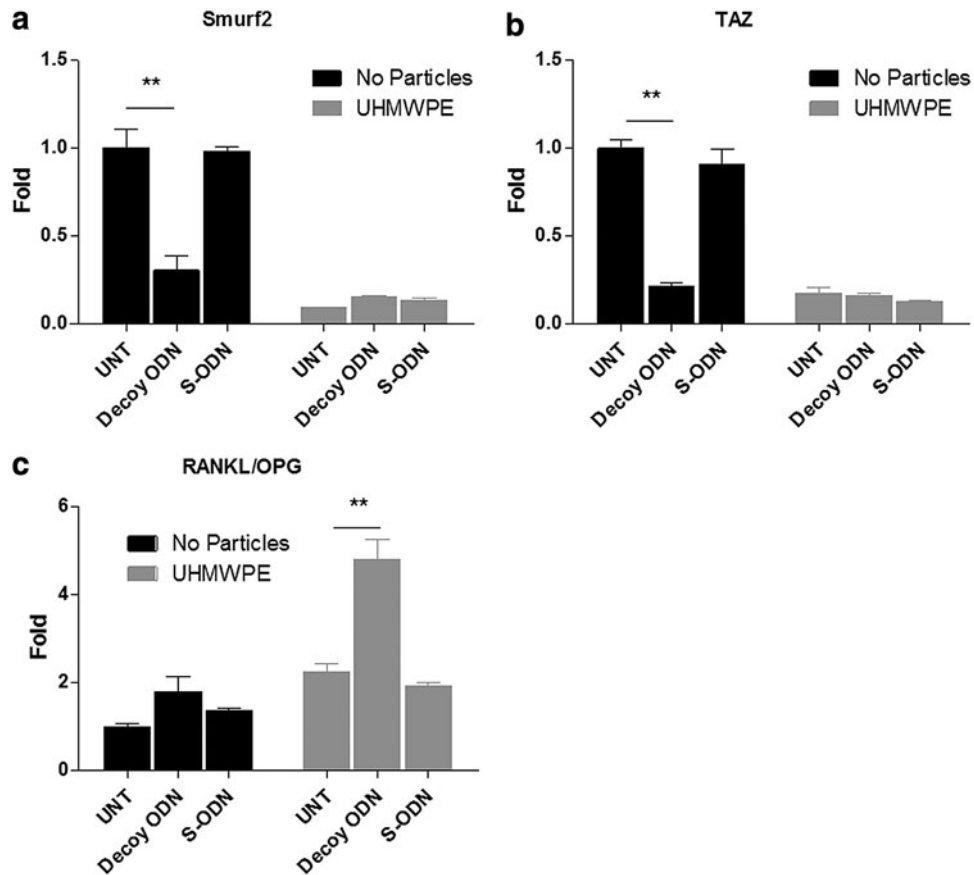 a
Smurf2
1.5
1.0
0.5
0.0
Fold
**
No Particles
UHMWPE
UNT
Decoy ODN
S-ODN
UNT
Decoy ODN
S-ODN
b
TAZ
1.5
1.0
0.5
0.0
Fold
**
No Particles
UHMWPE
UNT
Decoy ODN
S-ODN
UNT
Decoy ODN
S-ODN
c
RANKL/OPG
6
4
2
0
Fold
No Particles
UHMWPE
**
UNT
Decoy ODN
S-ODN
UNT
Decoy ODN
S-ODN